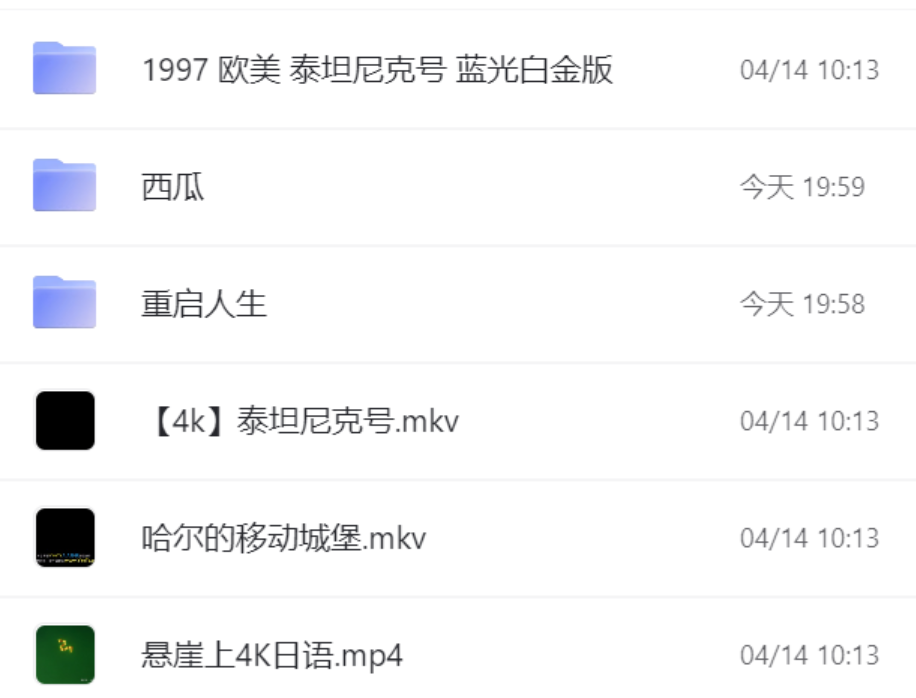 1997 欧美 泰坦尼克号 蓝光白金版 04/14 10:13
西瓜 今天 19:59
重启人生 今天 19:58
【4k】泰坦尼克号.mkv 04/14 10:13
哈尔的移动城堡.mkv 04/14 10:13
悬崖上4K日语.mp4 04/14 10:13